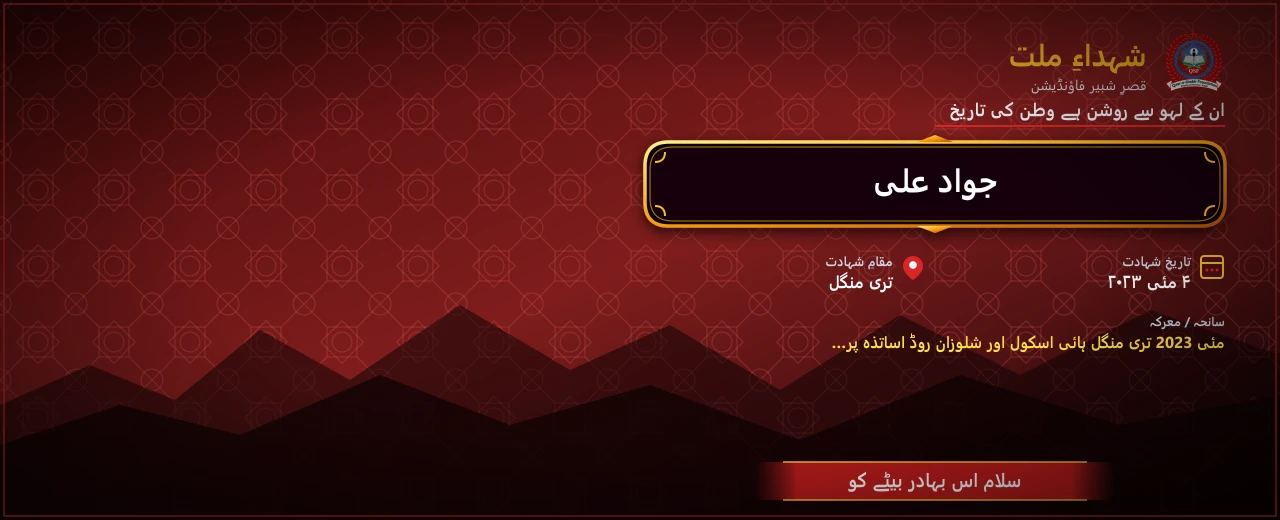 شہداءِ ملت
قصرِ شبیر فاؤنڈیشن
ان کے لہو سے روشن ہے وطن کی تاریخ
جواد علی
تاریخ شہادت
۴ مئی ۲۰۲۳
مقامِ شہادت
تری منگل
سانحہ / معرکہ
مئی 2023 تری منگل ہائی اسکول اور شلوزان روڈ اساتذہ پر...
سلام اس بہادر بیٹے کو